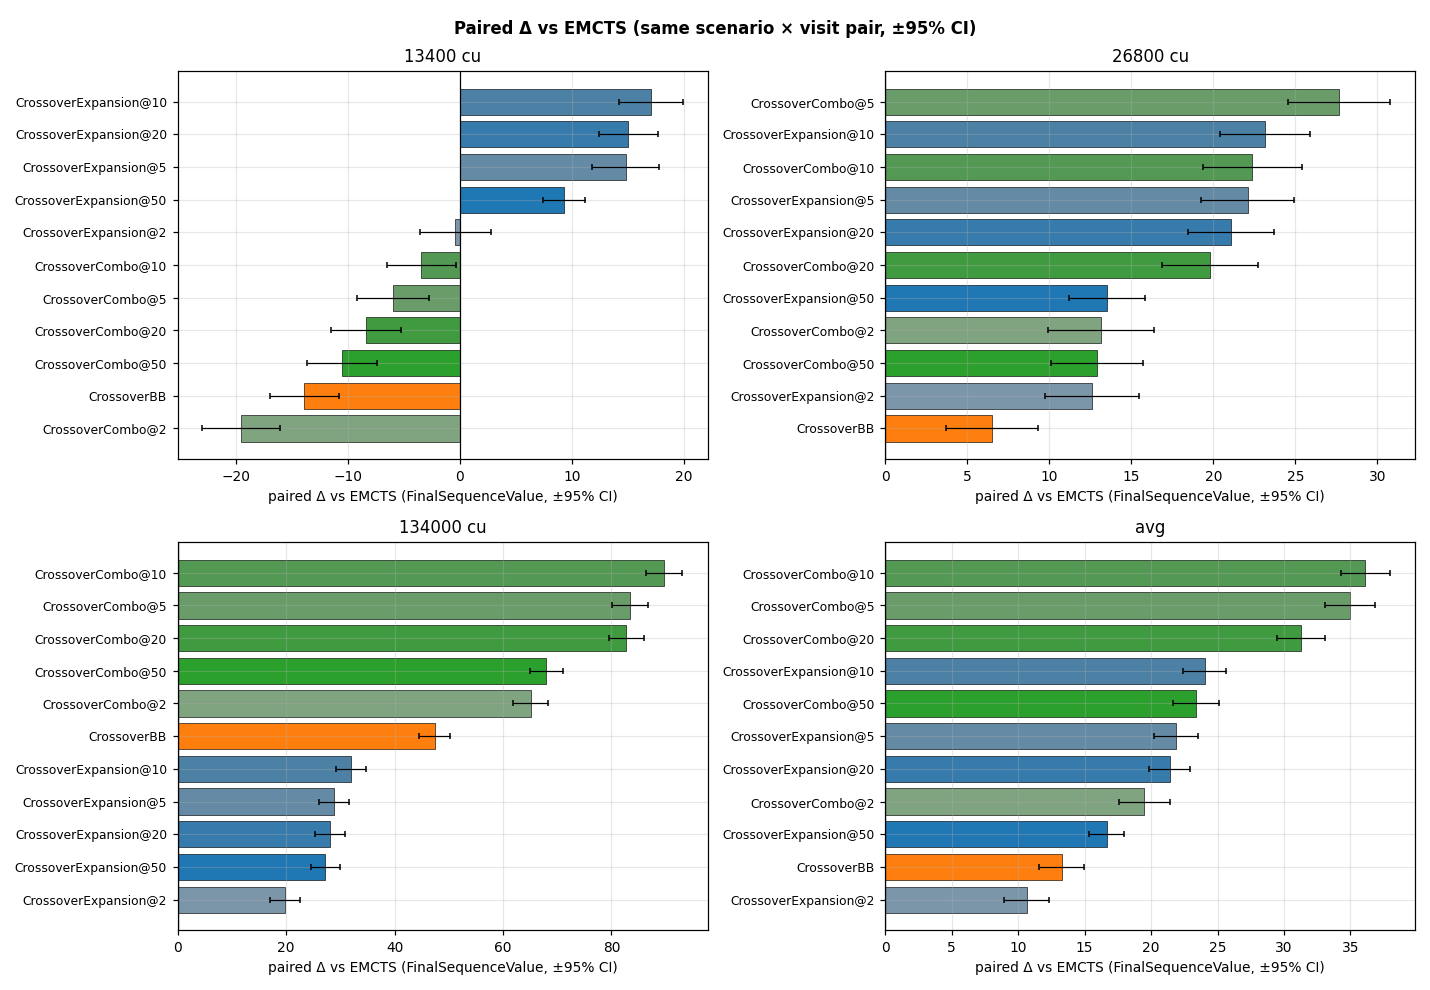 Paired Δ vs EMCTS (same scenario × visit pair, ±95% CI)
13400 cu
CrossoverExpansion@10
CrossoverExpansion@20
CrossoverExpansion@5
CrossoverExpansion@50
CrossoverExpansion@2
CrossoverCombo@10
CrossoverCombo@5
CrossoverCombo@20
CrossoverCombo@50
CrossoverBB
CrossoverCombo@2
−20 −10 0 10 20
paired Δ vs EMCTS (FinalSequenceValue, ±95% CI)
26800 cu
CrossoverCombo@5
CrossoverExpansion@10
CrossoverCombo@10
CrossoverExpansion@5
CrossoverExpansion@20
CrossoverCombo@20
CrossoverExpansion@50
CrossoverCombo@2
CrossoverCombo@50
CrossoverExpansion@2
CrossoverBB
0 5 10 15 20 25 30
paired Δ vs EMCTS (FinalSequenceValue, ±95% CI)
134000 cu
CrossoverCombo@10
CrossoverCombo@5
CrossoverCombo@20
CrossoverCombo@50
CrossoverCombo@2
CrossoverBB
CrossoverExpansion@10
CrossoverExpansion@5
CrossoverExpansion@20
CrossoverExpansion@50
CrossoverExpansion@2
0 20 40 60 80
paired Δ vs EMCTS (FinalSequenceValue, ±95% CI)
avg
CrossoverCombo@10
CrossoverCombo@5
CrossoverCombo@20
CrossoverExpansion@10
CrossoverCombo@50
CrossoverExpansion@5
CrossoverExpansion@20
CrossoverCombo@2
CrossoverExpansion@50
CrossoverBB
CrossoverExpansion@2
0 5 10 15 20 25 30 35
paired Δ vs EMCTS (FinalSequenceValue, ±95% CI)